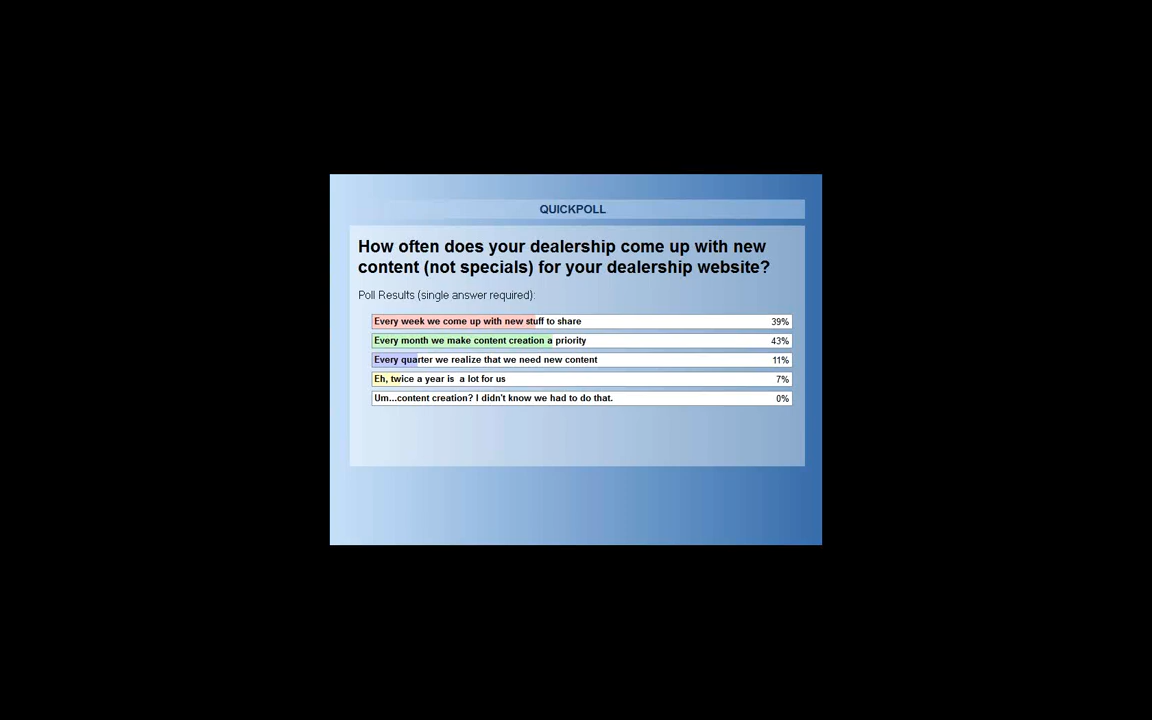 QUICKPOLL
How often does your dealership come up with new
content (not specials) for your dealership website?
Poll Results (single answer required):
Every week we come up with new stuff to share 39%
Every month we make content creation a priority 43%
Every quarter we realize that we need new content 11%
Eh, twice a year is  a lot for us 7%
Um...content creation? I didn't know we had to do that. 0%